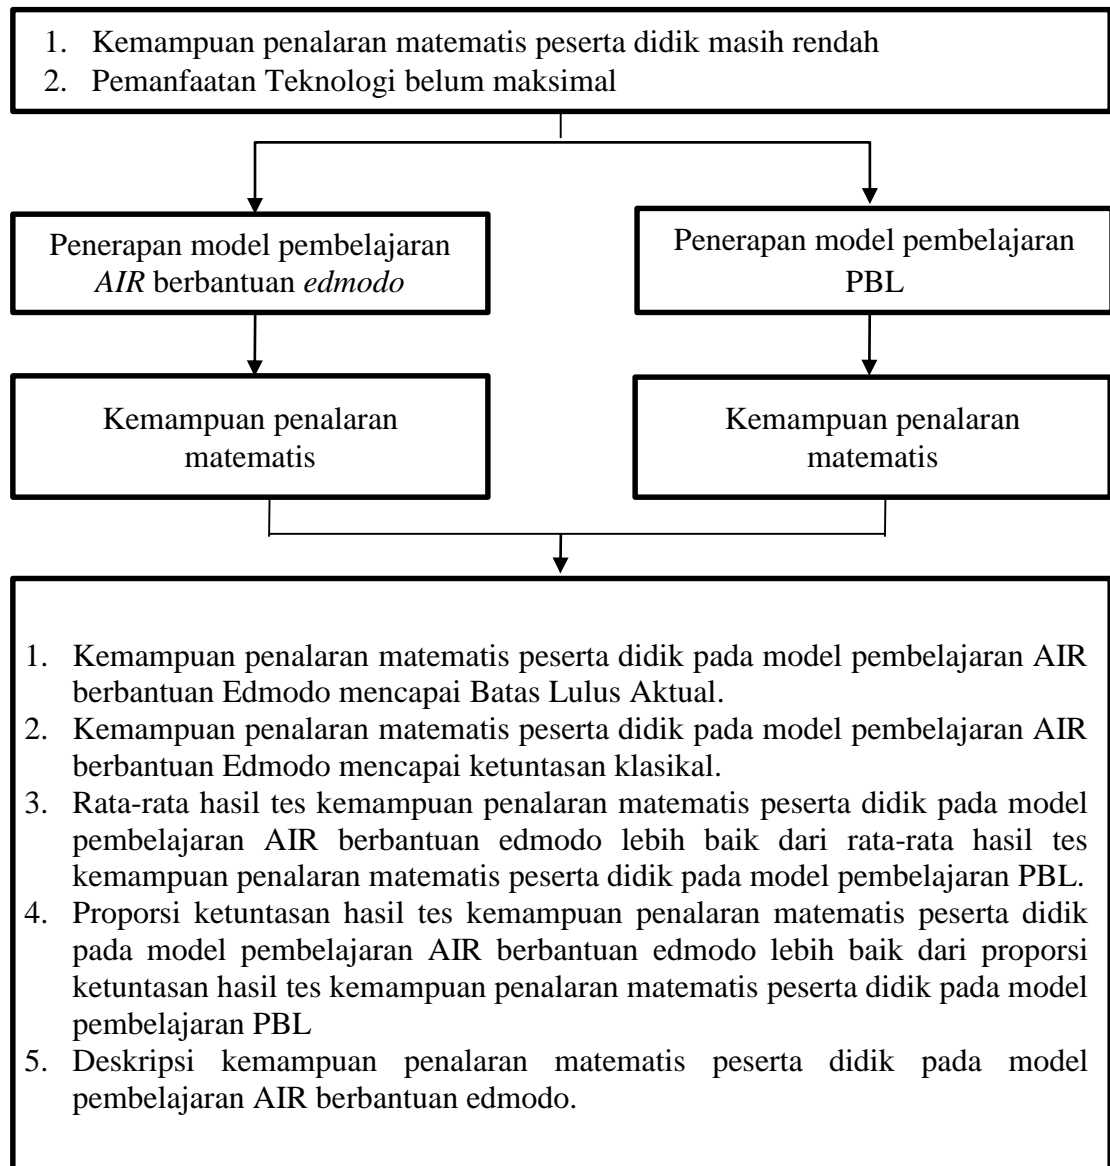 1. Kemampuan penalaran matematis peserta didik masih rendah
2. Pemanfaatan Teknologi belum maksimal
Penerapan model pembelajaran
AIR berbantuan edmodo
Penerapan model pembelajaran
PBL
Kemampuan penalaran
matematis
Kemampuan penalaran
matematis
1. Kemampuan penalaran matematis peserta didik pada model pembelajaran AIR
berbantuan Edmodo mencapai Batas Lulus Aktual.
2. Kemampuan penalaran matematis peserta didik pada model pembelajaran AIR
berbantuan Edmodo mencapai ketuntasan klasikal.
3. Rata-rata hasil tes kemampuan penalaran matematis peserta didik pada model
pembelajaran AIR berbantuan edmodo lebih baik dari rata-rata hasil tes
kemampuan penalaran matematis peserta didik pada model pembelajaran PBL.
4. Proporsi ketuntasan hasil tes kemampuan penalaran matematis peserta didik
pada model pembelajaran AIR berbantuan edmodo lebih baik dari proporsi
ketuntasan hasil tes kemampuan penalaran matematis peserta didik pada model
pembelajaran PBL
5. Deskripsi kemampuan penalaran matematis peserta didik pada model
pembelajaran AIR berbantuan edmodo.